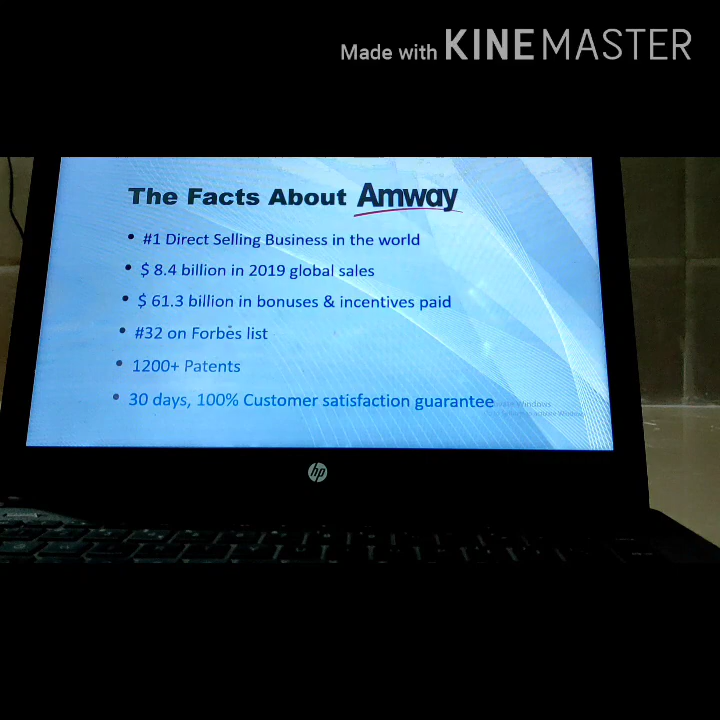 Made with KINEMASTER
The Facts About Amway
• #1 Direct Selling Business in the world
• $ 8.4 billion in 2019 global sales
• $ 61.3 billion in bonuses & incentives paid
• #32 on Forbes list
• 1200+ Patents
• 30 days, 100% Customer satisfaction guarantee
Windows
hp